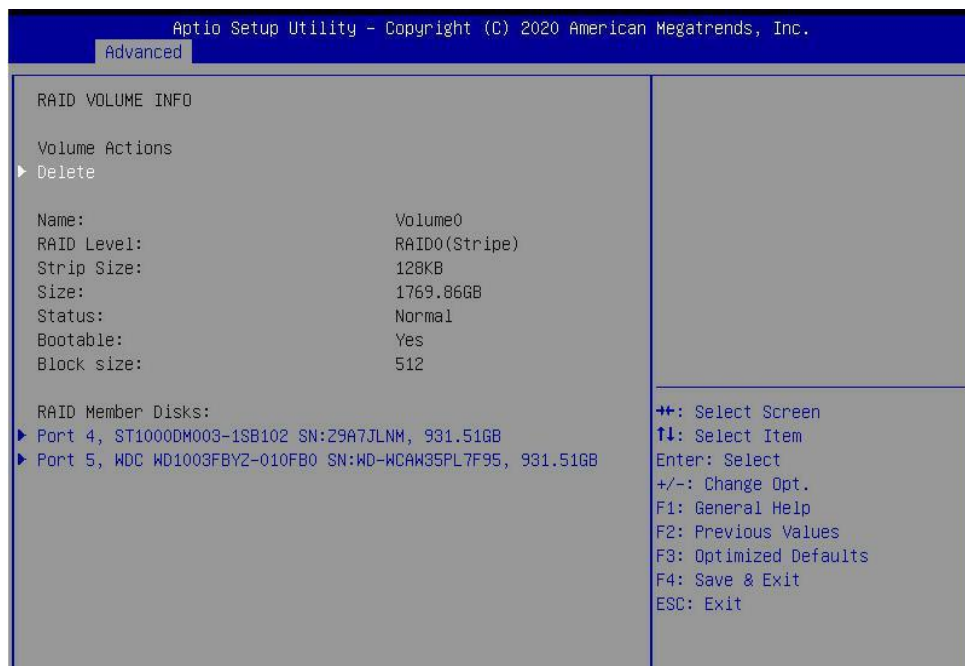 Aptio Setup Utility – Copyright (C) 2020 American Megatrends, Inc.
Advanced
RAID VOLUME INFO
Volume Actions
Delete
Name: Volume0
RAID Level: RAID0(Stripe)
Strip Size: 128KB
Size: 1769.86GB
Status: Normal
Bootable: Yes
Block size: 512
RAID Member Disks:
Port 4, ST1000DM003-1SB102 SN:Z9A7JLNM, 931.51GB
Port 5, WDC WD1003FBYZ-010FB0 SN:WD-WCAW35PL7F95, 931.51GB
→←: Select Screen
↑↓: Select Item
Enter: Select
+/-: Change Opt.
F1: General Help
F2: Previous Values
F3: Optimized Defaults
F4: Save & Exit
ESC: Exit